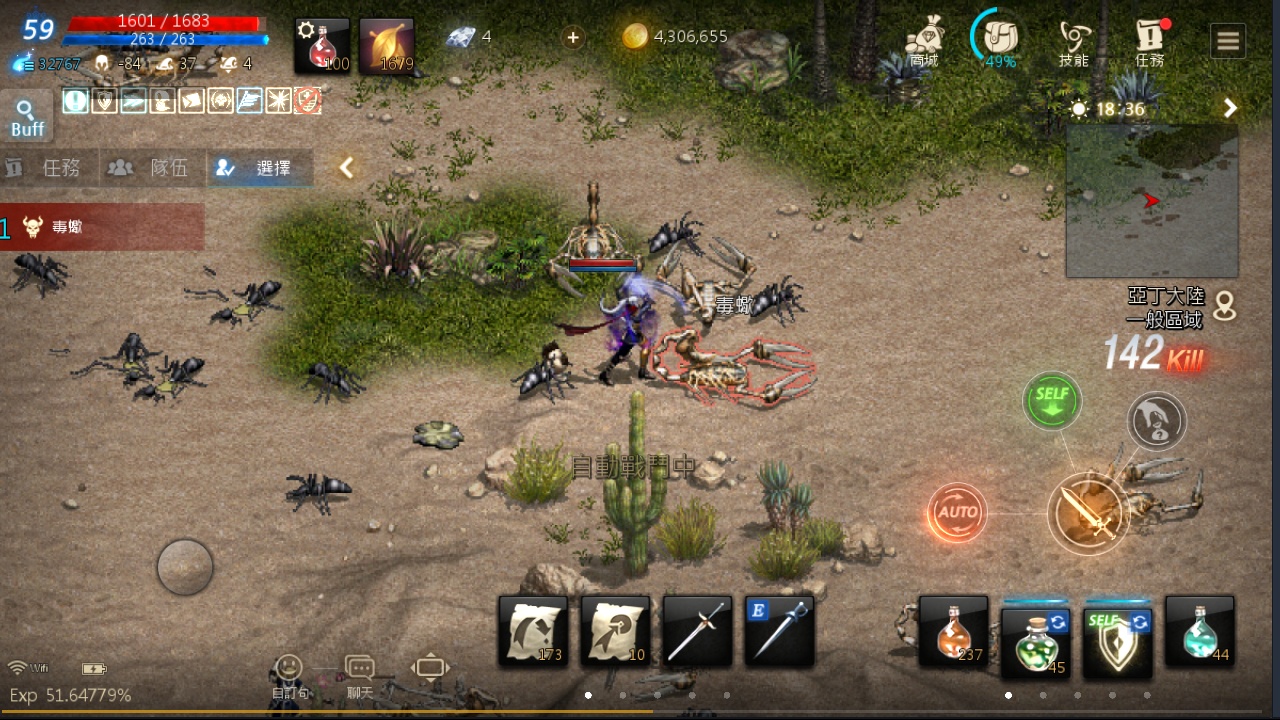 59
1601 / 1683
263 / 263
32767
-84
37
4
100
1679
4
4,306,655
商城
49%
技能
任務
Buff
18:36
任務
隊伍
選擇
1 毒蠍
毒蠍
亞丁大陸
一般區域
142 Kill
SELF
自動戰鬥中
AUTO
173
10
E
237
45
SELF
44
Wifi
自訂句
聊天
Exp 51.64779%